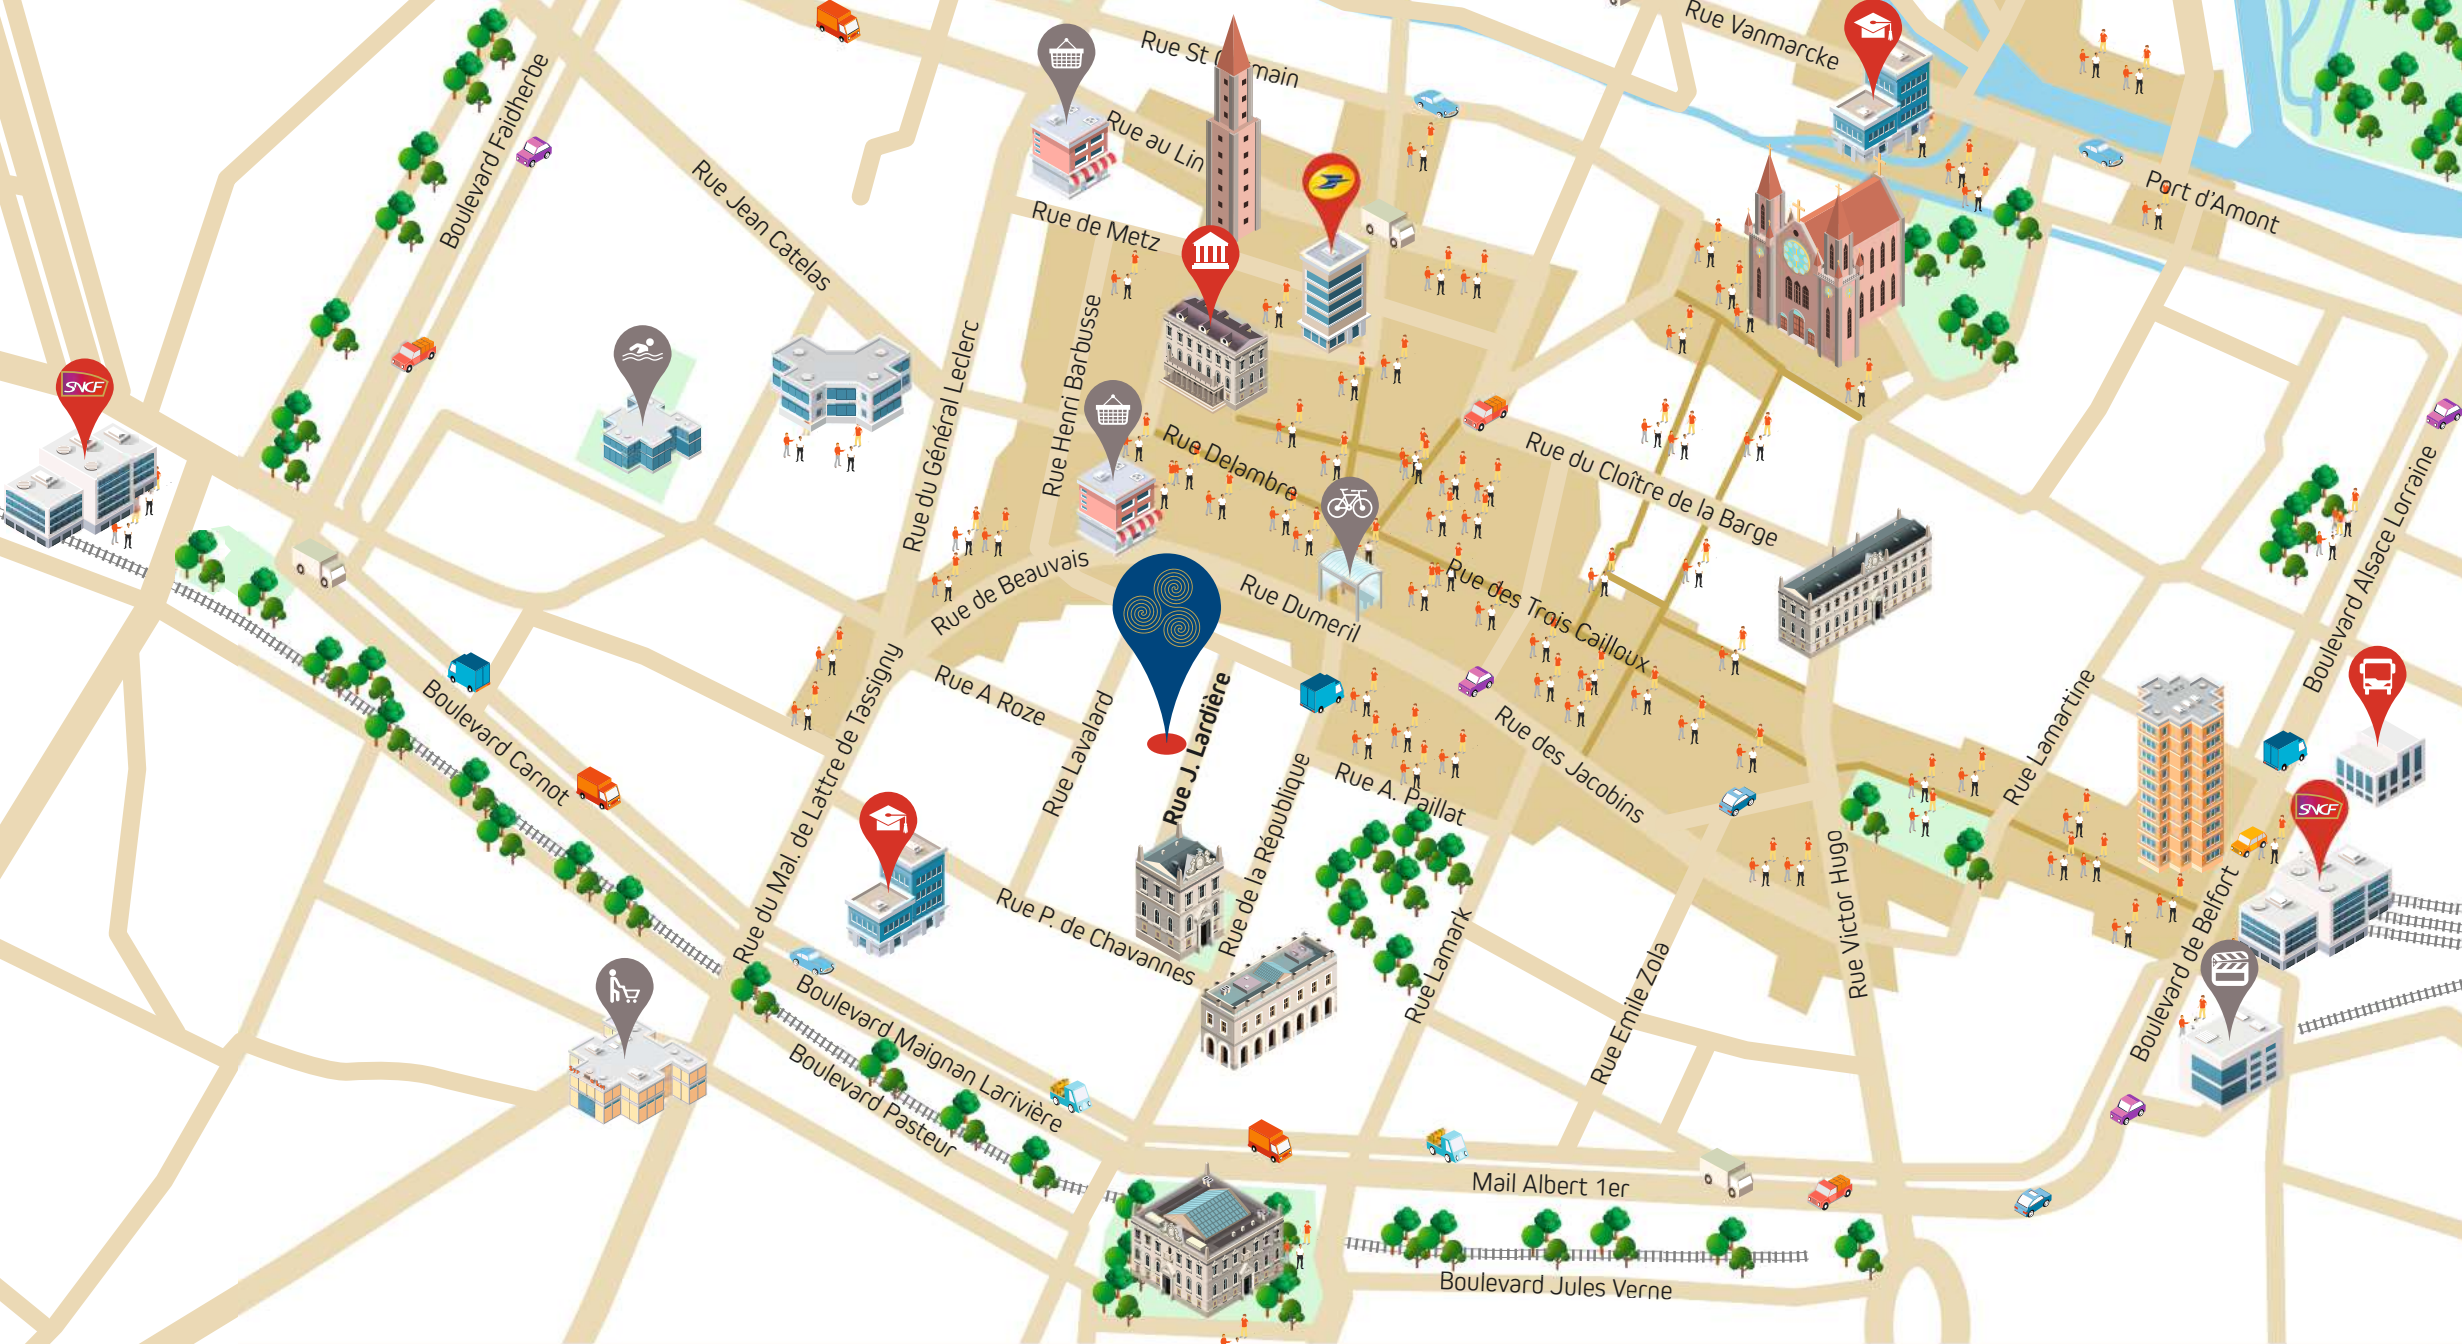 Rue Vanmarcke
Rue St G main
Boulevard Faidherbe
Rue au Lin
Rue Jean Catelas
Port d'Amont
Rue de Metz
SNCF
Rue du Général Leclerc
Rue Henri Barbusse
Rue Delambre
Rue du Cloître de la Barge
Boulevard Alsace Lorraine
Rue de Beauvais
Rue Dumeril
Rue des Trois Cailloux
Rue A Roze
Rue du Mal. de Lattre de Tassigny
Boulevard Carnot
Rue Lavalard
Rue J. Lardière
Rue de la République
Rue A. Paillat
Rue des Jacobins
Rue Lamartine
SNCF
Rue Victor Hugo
Rue P. de Chavannes
Rue Lamark
Rue Emile Zola
Boulevard de Belfort
Boulevard Maignan Larivière
Boulevard Pasteur
Mail Albert 1er
Boulevard Jules Verne